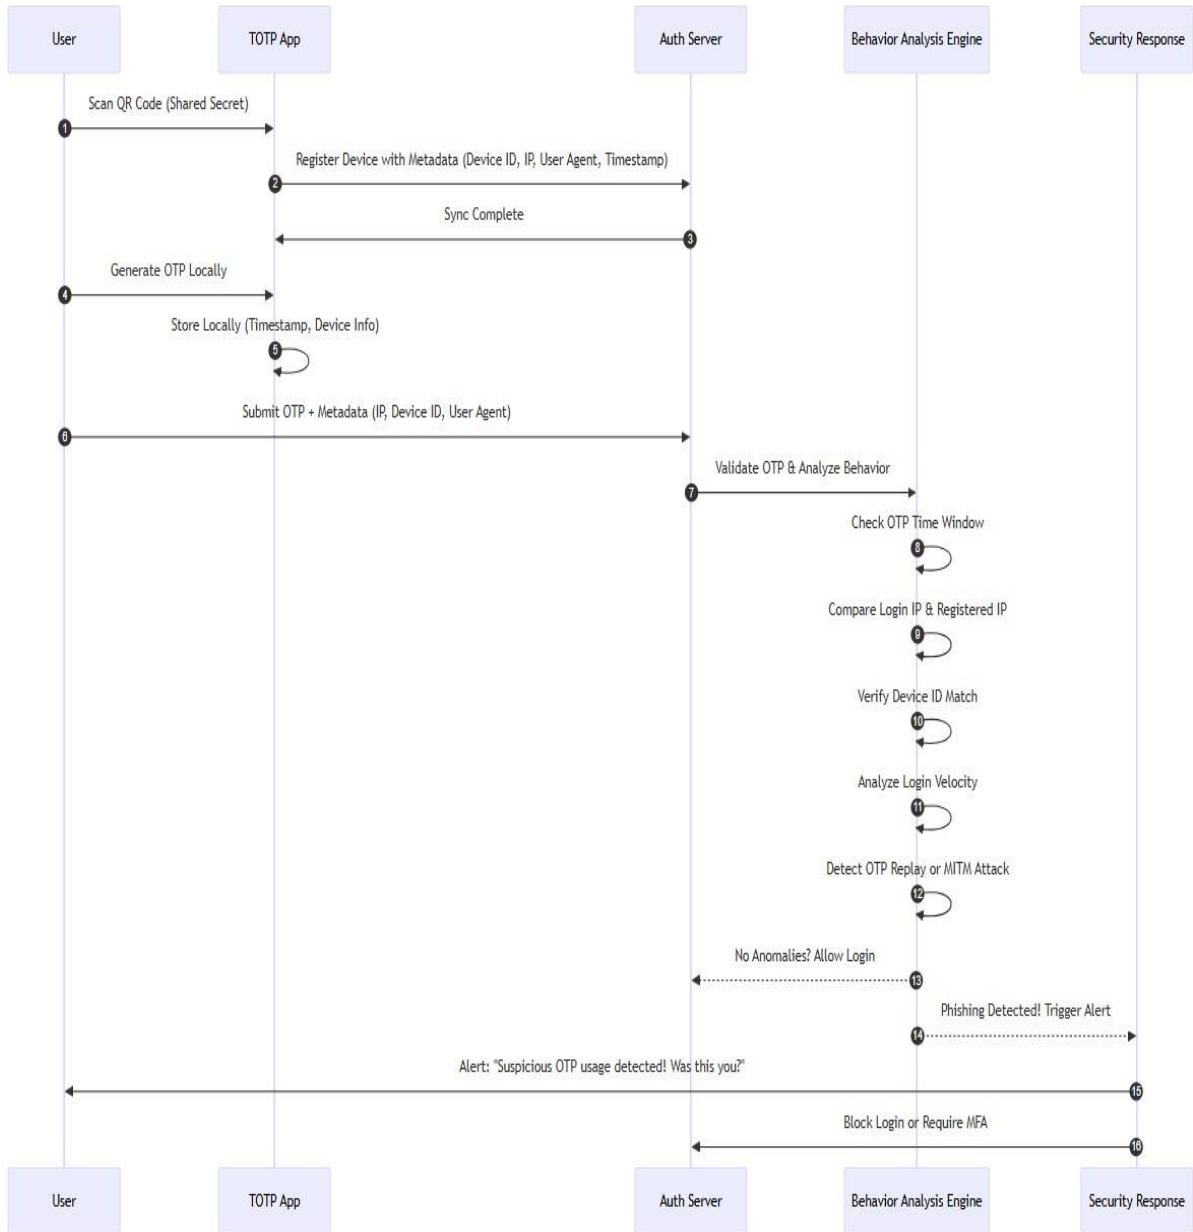 User
TOTP App
Auth Server
Behavior Analysis Engine
Security Response
Scan QR Code (Shared Secret)
1
Register Device with Metadata (Device ID, IP, User Agent, Timestamp)
2
Sync Complete
3
Generate OTP Locally
4
Store Locally (Timestamp, Device Info)
5
Submit OTP + Metadata (IP, Device ID, User Agent)
6
Validate OTP & Analyze Behavior
7
Check OTP Time Window
8
Compare Login IP & Registered IP
9
Verify Device ID Match
10
Analyze Login Velocity
11
Detect OTP Replay or MITM Attack
12
No Anomalies? Allow Login
13
Phishing Detected! Trigger Alert
14
Alert: "Suspicious OTP usage detected! Was this you?"
15
Block Login or Require MFA
16
User
TOTP App
Auth Server
Behavior Analysis Engine
Security Response